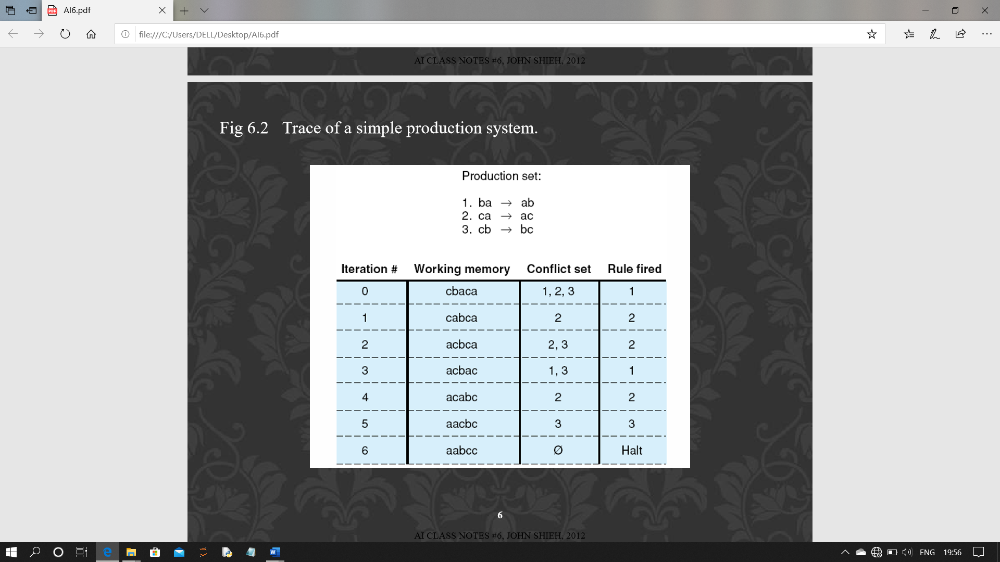 AI6.pdf
file:///C:/Users/DELL/Desktop/AI6.pdf
AI CLASS NOTES #6, JOHN SHIEH, 2012
Fig 6.2 Trace of a simple production system.
Production set:
1. ba → ab
2. ca → ac
3. cb → bc
Iteration # Working memory Conflict set Rule fired
0 cbaca 1, 2, 3 1
1 cabca 2 2
2 acbca 2, 3 2
3 acbac 1, 3 1
4 acabc 2 2
5 aacbc 3 3
6 aabcc Ø Halt
6
AI CLASS NOTES #6, JOHN SHIEH, 2012
ENG 19:56